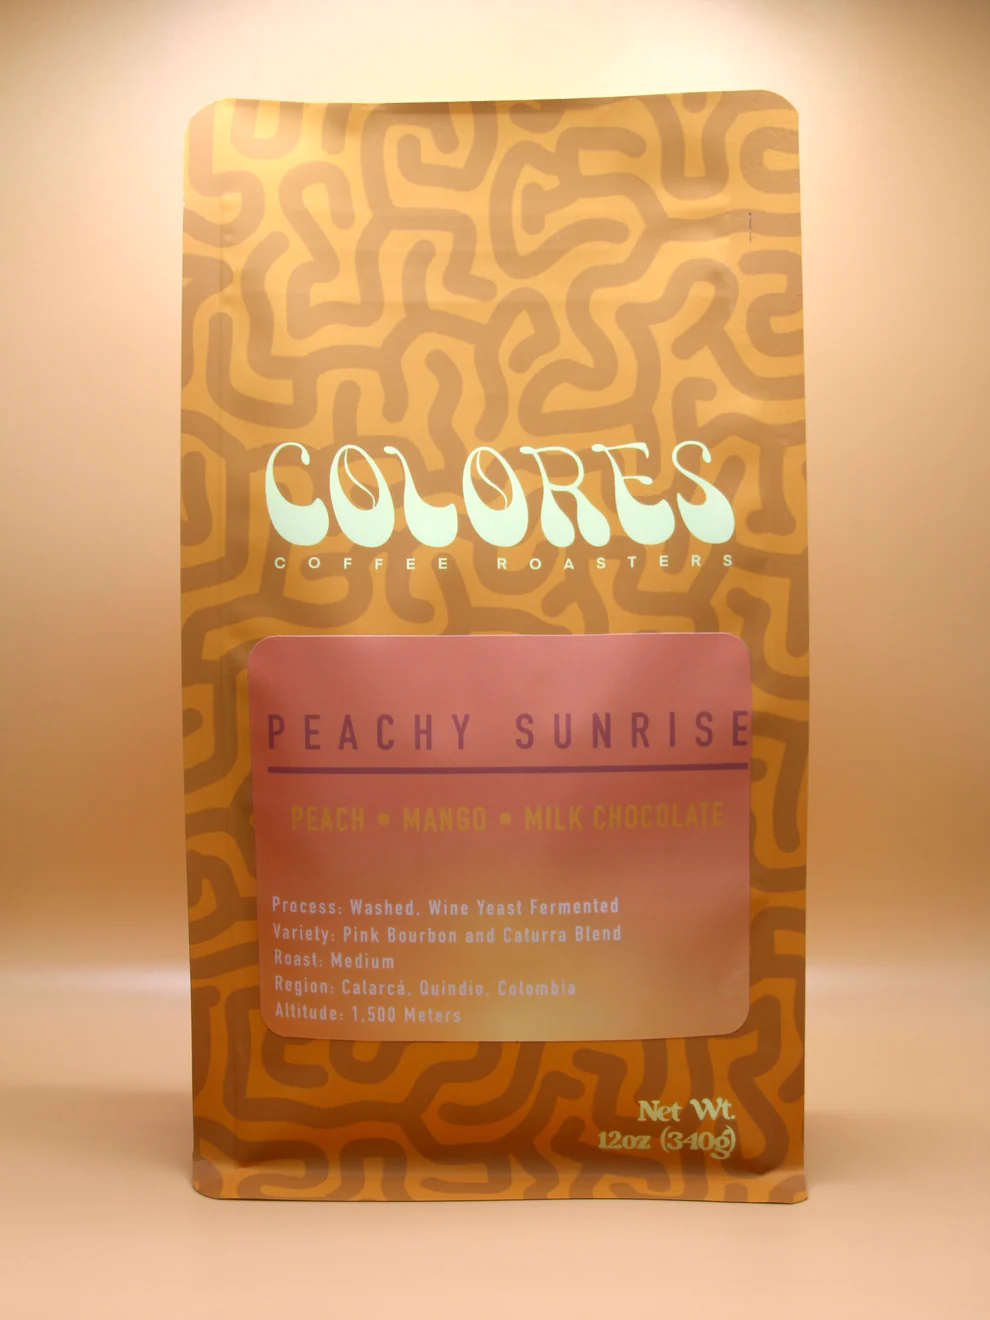 COLORES
COFFEE ROASTERS
PEACHY SUNRISE
PEACH • MANGO • MILK CHOCOLATE
Process: Washed, Wine Yeast Fermented
Variety: Pink Bourbon and Caturra Blend
Roast: Medium
Region: Calarcá, Quindio, Colombia
Altitude: 1,500 Meters
Net Wt.
12oz (340g)